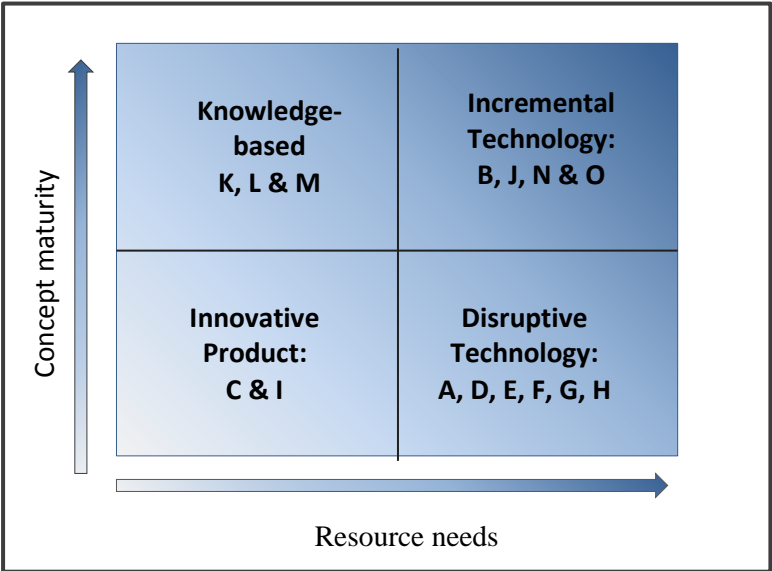 Concept maturity
Knowledge-
based
K, L & M
Incremental
Technology:
B, J, N & O
Innovative
Product:
C & I
Disruptive
Technology:
A, D, E, F, G, H
Resource needs